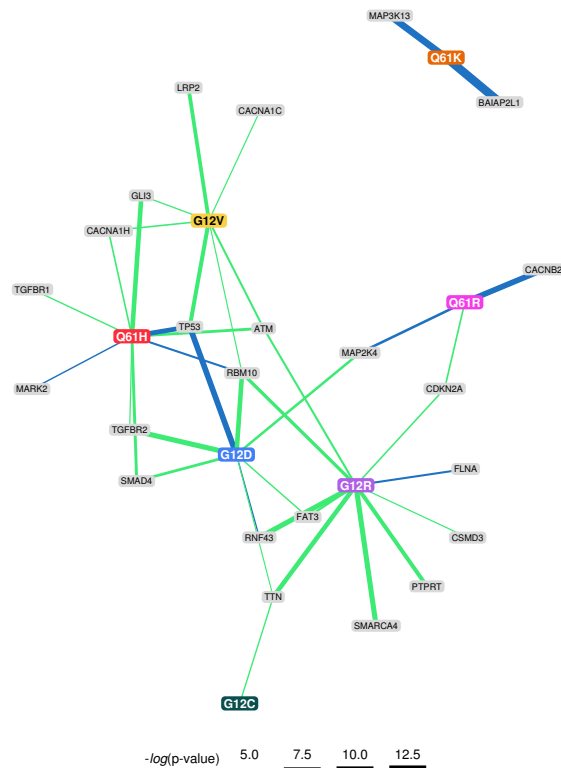 MAP3K13
Q61K
BAIAP2L1
LRP2
CACNA1C
GLI3
G12V
CACNA1H
CACNB2
TGFBR1
Q61R
TP53
ATM
Q61H
MAP2K4
RBM10
MARK2
CDKN2A
TGFBR2
G12D
FLNA
SMAD4
G12R
FAT3
RNF43
CSMD3
PTPRT
TTN
SMARCA4
G12C
-log(p-value) 5.0 7.5 10.0 12.5